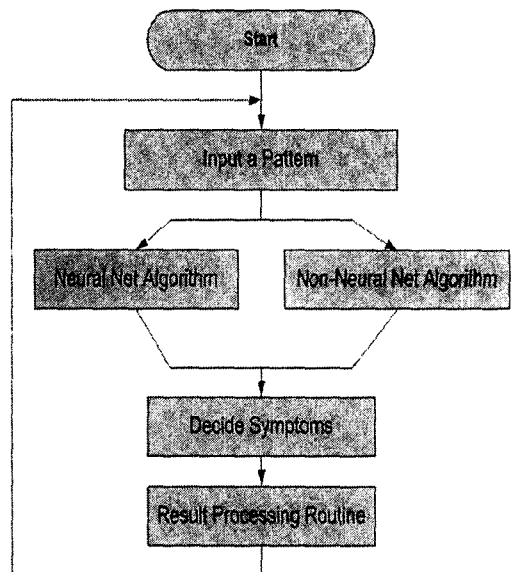 Start
Input a Pattern
Neural Net Algorithm
Non-Neural Net Algorithm
Decide Symptoms
Result Processing Routine